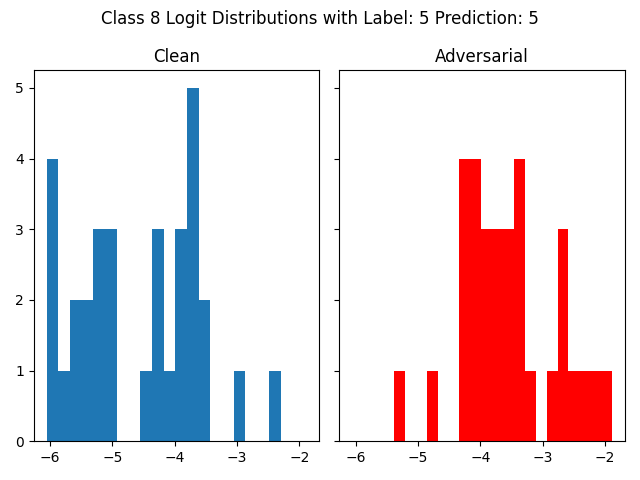 Class 8 Logit Distributions with Label: 5 Prediction: 5
Clean
Adversarial
5
4
3
2
1
0
−6 −5 −4 −3 −2
−6 −5 −4 −3 −2